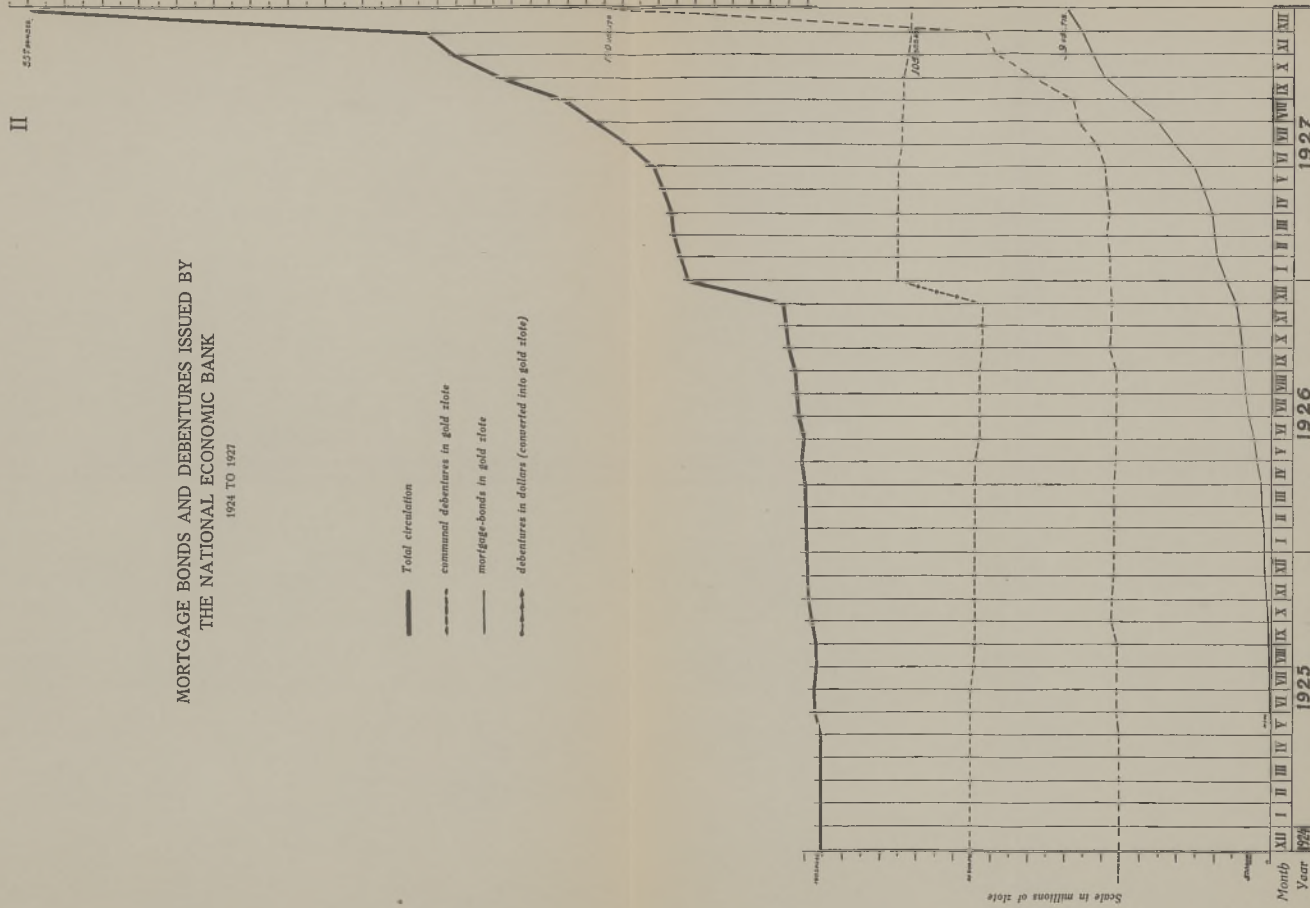 II
MORTGAGE BONDS AND DEBENTURES ISSUED BY
THE NATIONAL ECONOMIC BANK
1924 TO 1927
Total circulation
communal debentures in gold zlote
mortgage-bonds in gold zlote
debentures in dollars (converted into gold zlote)
Scale in millions of zlote
Month XII I II III IV V VI VII VIII IX X XI XII I II III IV V VI VII VIII IX X XI XII I II III IV V VI VII VIII IX X XI XII
Year 1924 1925 1926 1927